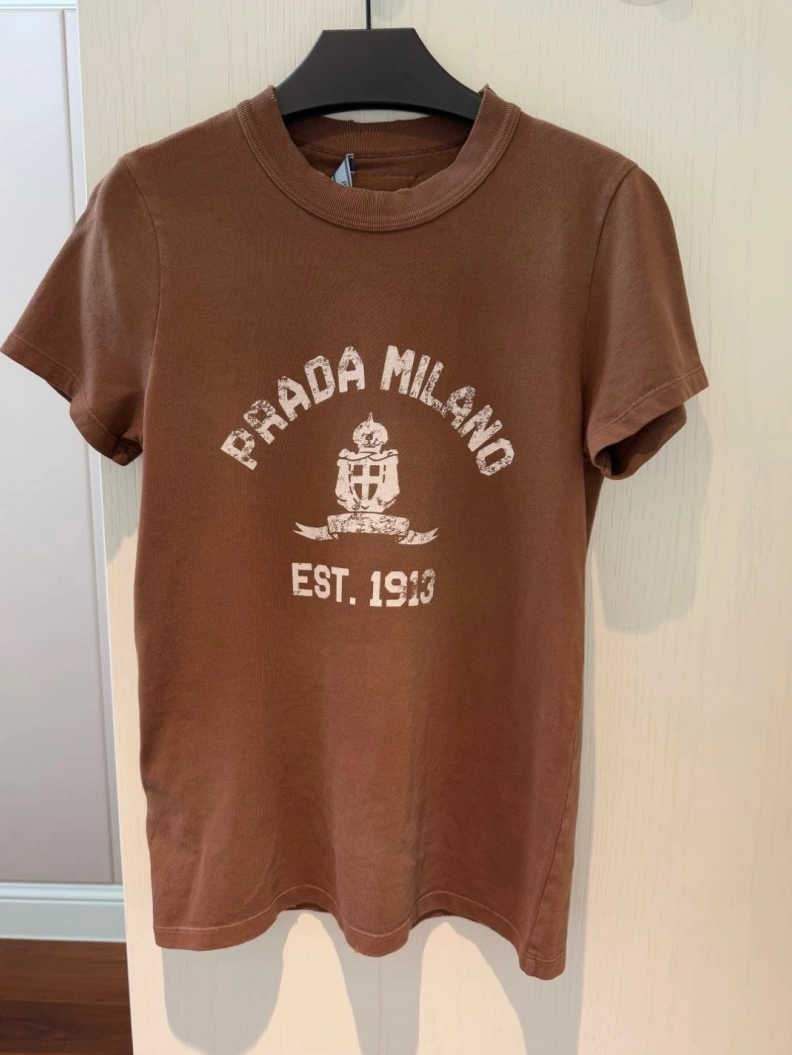 PRADA MILANO
EST. 1913